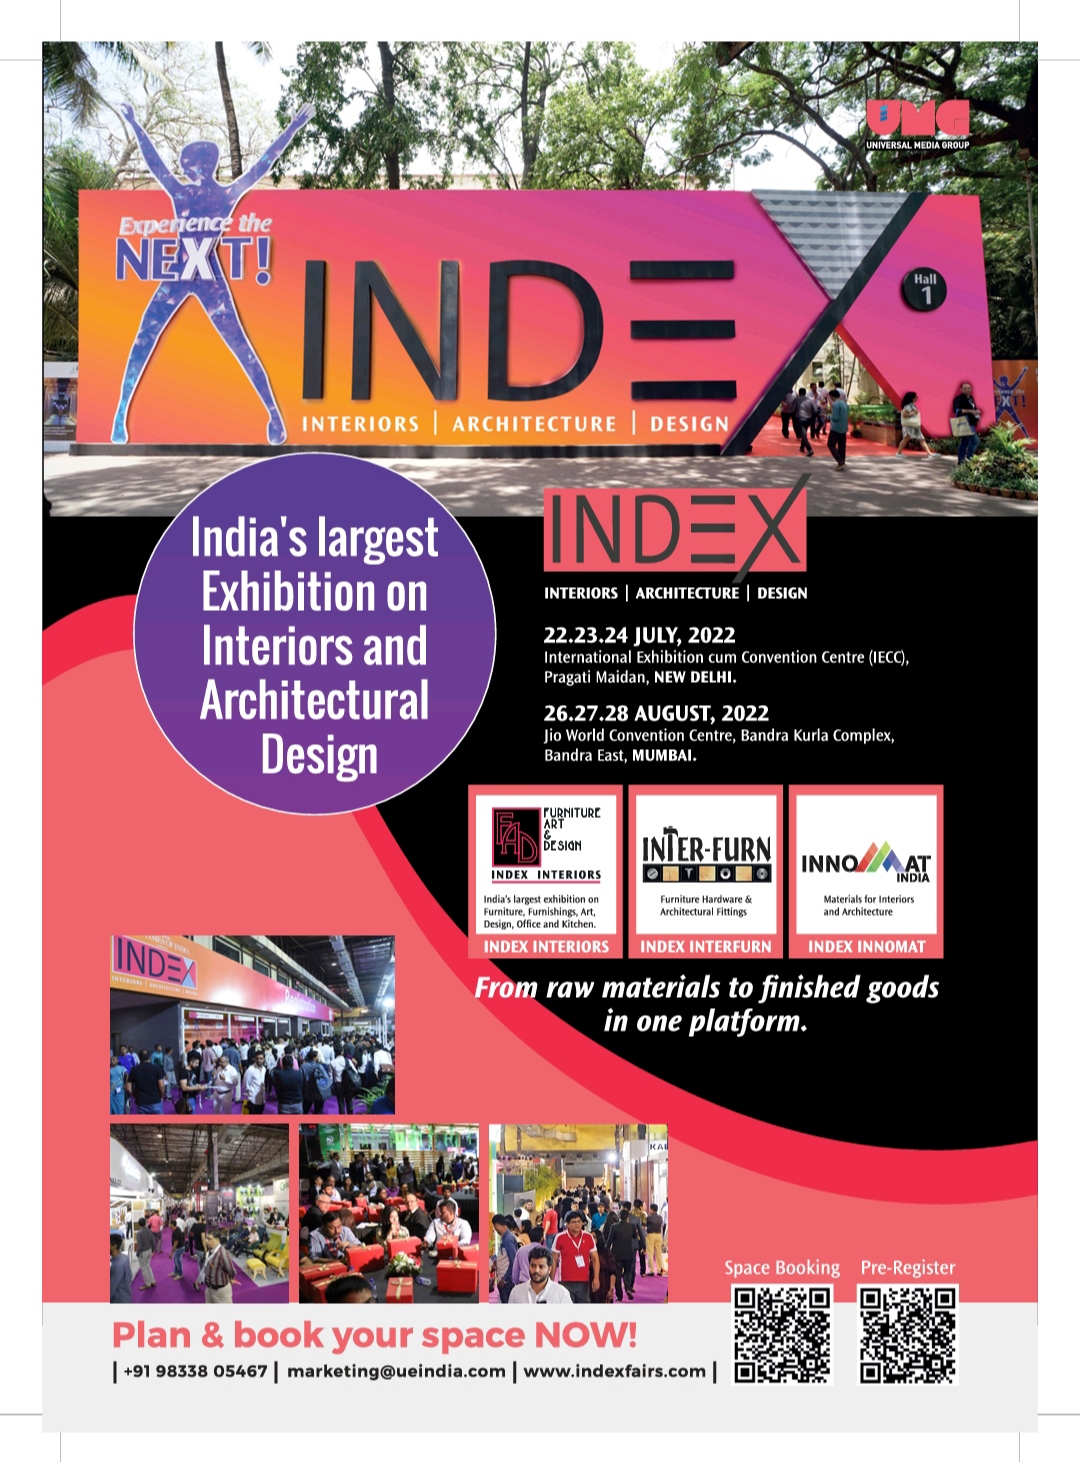 UMG
UNIVERSAL MEDIA GROUP
Experience the
NEXT!
INDEX
Hall
1
INTERIORS | ARCHITECTURE | DESIGN
India's largest
Exhibition on
Interiors and
Architectural
Design
INDEX
INTERIORS | ARCHITECTURE | DESIGN
22.23.24 JULY, 2022
International Exhibition cum Convention Centre (IECC),
Pragati Maidan, NEW DELHI.
26.27.28 AUGUST, 2022
Jio World Convention Centre, Bandra Kurla Complex,
Bandra East, MUMBAI.
FAD
FURNITURE
ART
&
DESIGN
INDEX INTERIORS
India's largest exhibition on
Furniture, Furnishings, Art,
Design, Office and Kitchen.
INDEX INTERIORS
INTER-FURN
Furniture Hardware &
Architectural Fittings
INDEX INTERFURN
INNOMAT
INDIA
Materials for Interiors
and Architecture
INDEX INNOMAT
From raw materials to finished goods
in one platform.
INDEX
INTERIORS | ARCHITECTURE | DESIGN
KAL
Space Booking Pre-Register
Plan & book your space NOW!
| +91 98338 05467 | marketing@ueindia.com | www.indexfairs.com |